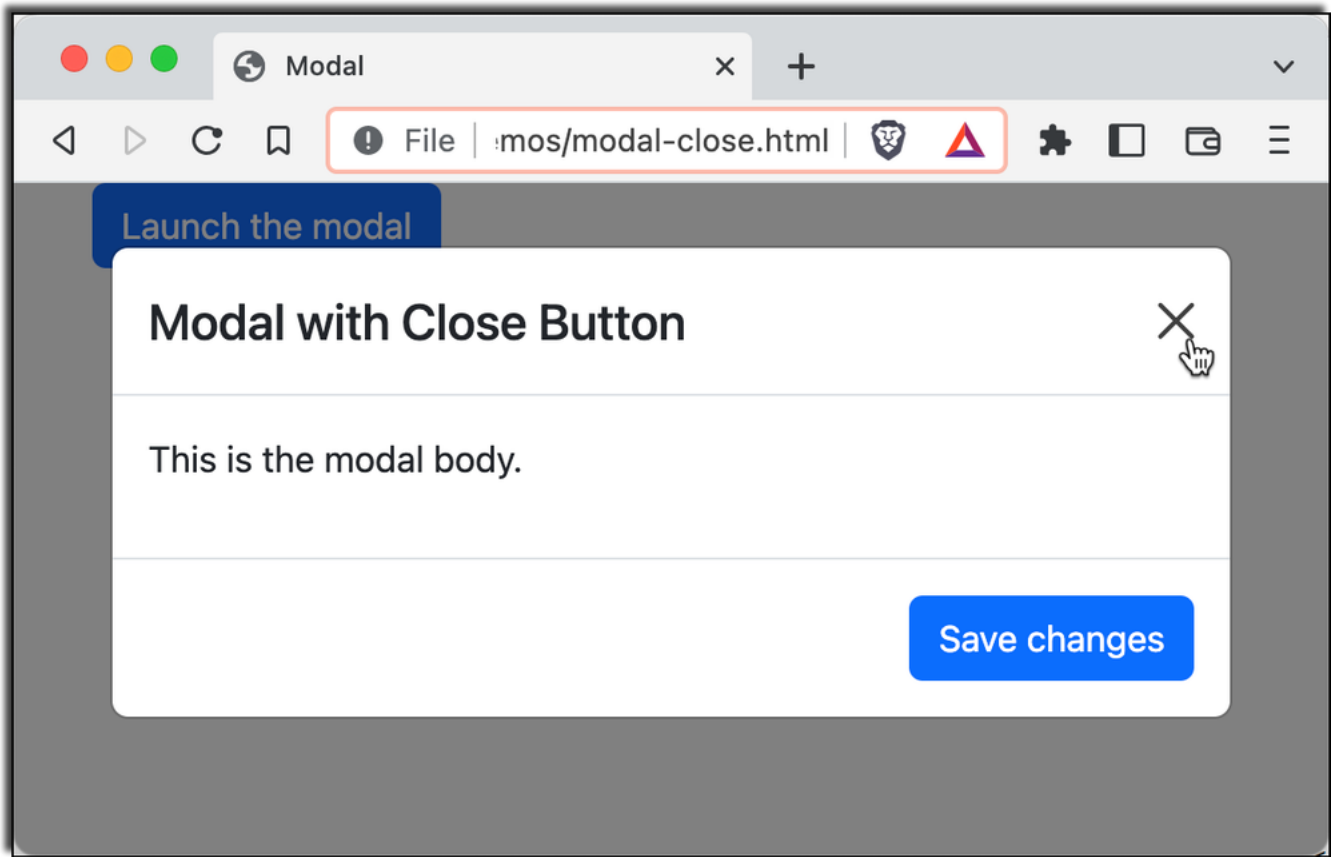 Modal
File emos/modal-close.html
Launch the modal
Modal with Close Button
This is the modal body.
Save changes